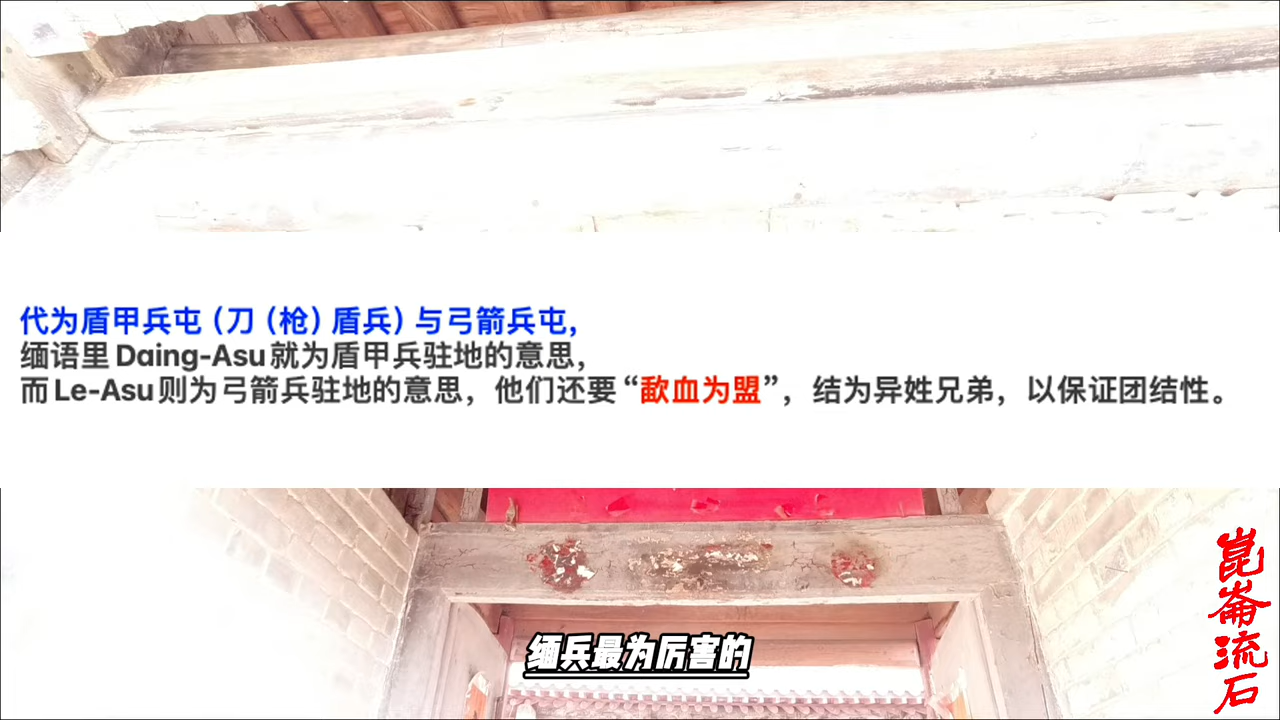 代为盾甲兵屯（刀（枪）盾兵）与弓箭兵屯，
缅语里Daing-Asu就为盾甲兵驻地的意思，
而Le-Asu则为弓箭兵驻地的意思，他们还要“歃血为盟”，结为异姓兄弟，以保证团结性。
缅兵最为厉害的
崑崙流石